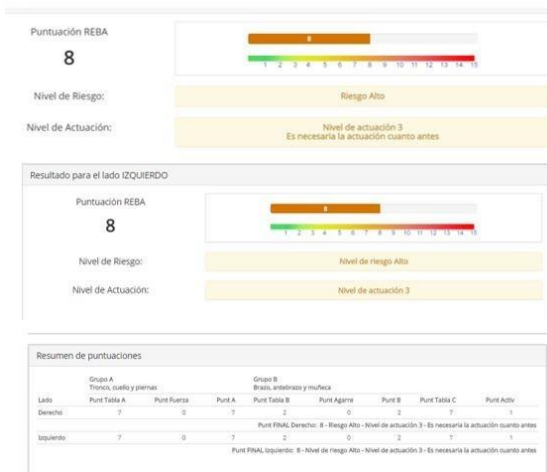 Puntuación REBA
8
8
1 2 3 4 5 6 7 8 9 10 11 12 13 14 15
Nivel de Riesgo:
Riesgo Alto
Nivel de Actuación:
Nivel de actuación 3
Es necesaria la actuación cuanto antes
Resultado para el lado IZQUIERDO
Puntuación REBA
8
8
1 2 3 4 5 6 7 8 9 10 11 12 13 14 15
Nivel de Riesgo:
Nivel de riesgo Alto
Nivel de Actuación:
Nivel de actuación 3
Resumen de puntuaciones
Grupo A Grupo B
Tronco, cuello y piernas Brazo, antebrazo y muñeca
Lado Punt Tabla A Punt Fuerza Punt A Punt Tabla B Punt Agarre Punt B Punt Tabla C Punt Activ
Derecho 7 0 7 2 0 2 7 1
Punt FINAL Derecho: 8 - Riesgo Alto - Nivel de actuación 3 - Es necesaria la actuación cuanto antes
Izquierdo 7 0 7 2 0 2 7 1
Punt FINAL Izquierdo: 8 - Nivel de riesgo Alto - Nivel de actuación 3 - Es necesaria la actuación cuanto antes